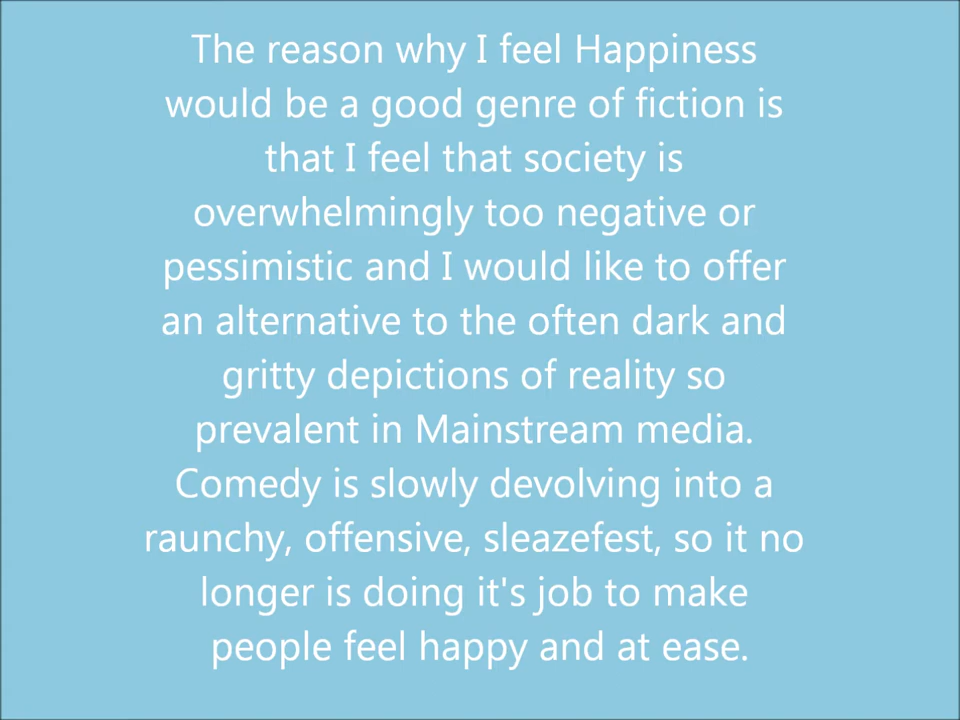 The reason why I feel Happiness
would be a good genre of fiction is
that I feel that society is
overwhelmingly too negative or
pessimistic and I would like to offer
an alternative to the often dark and
gritty depictions of reality so
prevalent in Mainstream media.
Comedy is slowly devolving into a
raunchy, offensive, sleazefest, so it no
longer is doing it's job to make
people feel happy and at ease.